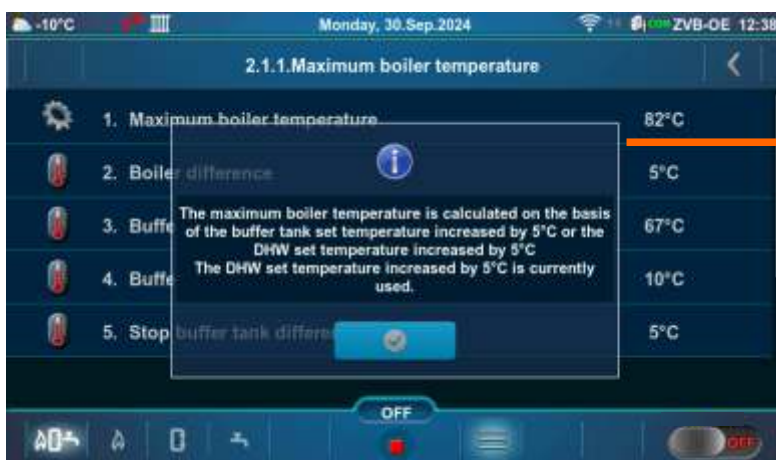 -10°C Monday, 30.Sep.2024 ZVB-OE 12:38
2.1.1.Maximum boiler temperature
1. Maximum boiler temperature 82°C
2. Boiler difference 5°C
The maximum boiler temperature is calculated on the basis
3. Buffe 67°C
of the buffer tank set temperature increased by 5°C or the
DHW set temperature increased by 5°C
The DHW set temperature increased by 5°C is currently
4. Buffe 10°C
used.
5. Stop buffer tank differe 5°C
OFF
OFF